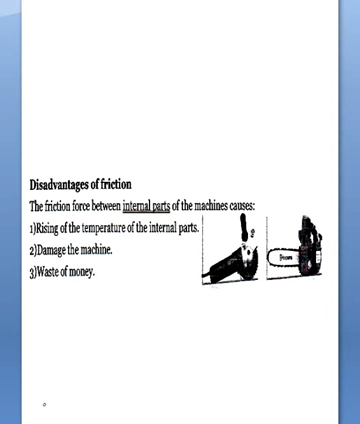 Disadvantages of friction
The friction force between internal parts of the machines causes:
1)Rising of the temperature of the internal parts.
2)Damage the machine.
3)Waste of money.